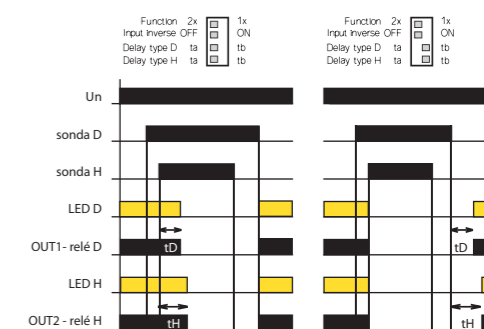 Function 2x 1x
Input Inverse OFF ON
Delay type D ta tb
Delay type H ta tb
Function 2x 1x
Input Inverse OFF ON
Delay type D ta tb
Delay type H ta tb
Un
sonda D
sonda H
LED D
OUT1- relé D
tD
tD
LED H
OUT2 - relé H
tH
tH